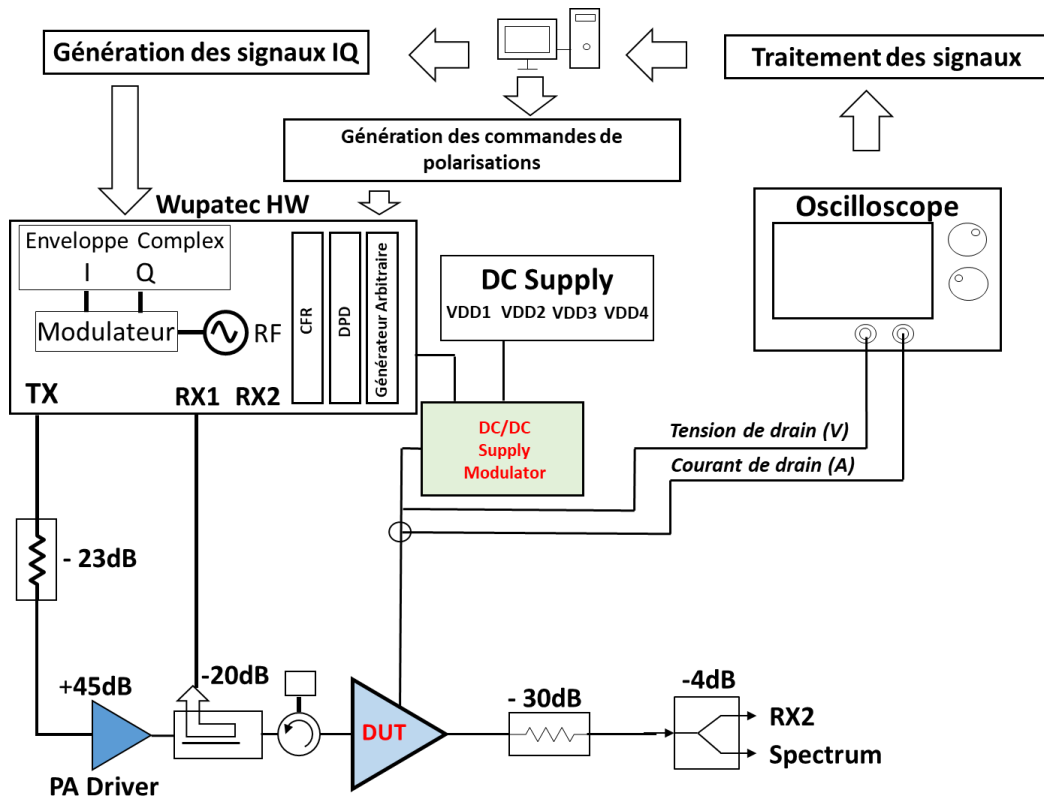 Génération des signaux IQ
Traitement des signaux
Génération des commandes de
polarisations
Wupatec HW
Oscilloscope
Enveloppe Complex
I Q
Modulateur
RF
CFR
DPD
Générateur Arbitraire
DC Supply
VDD1 VDD2 VDD3 VDD4
TX
RX1 RX2
DC/DC
Supply
Modulator
Tension de drain (V)
Courant de drain (A)
- 23dB
+45dB
-20dB
- 30dB
-4dB
DUT
RX2
Spectrum
PA Driver